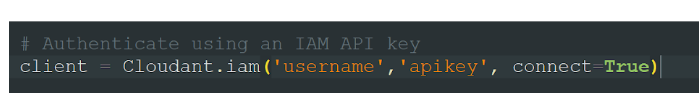 # Authenticate using an IAM API key
client = Cloudant.iam('username','apikey', connect=True)